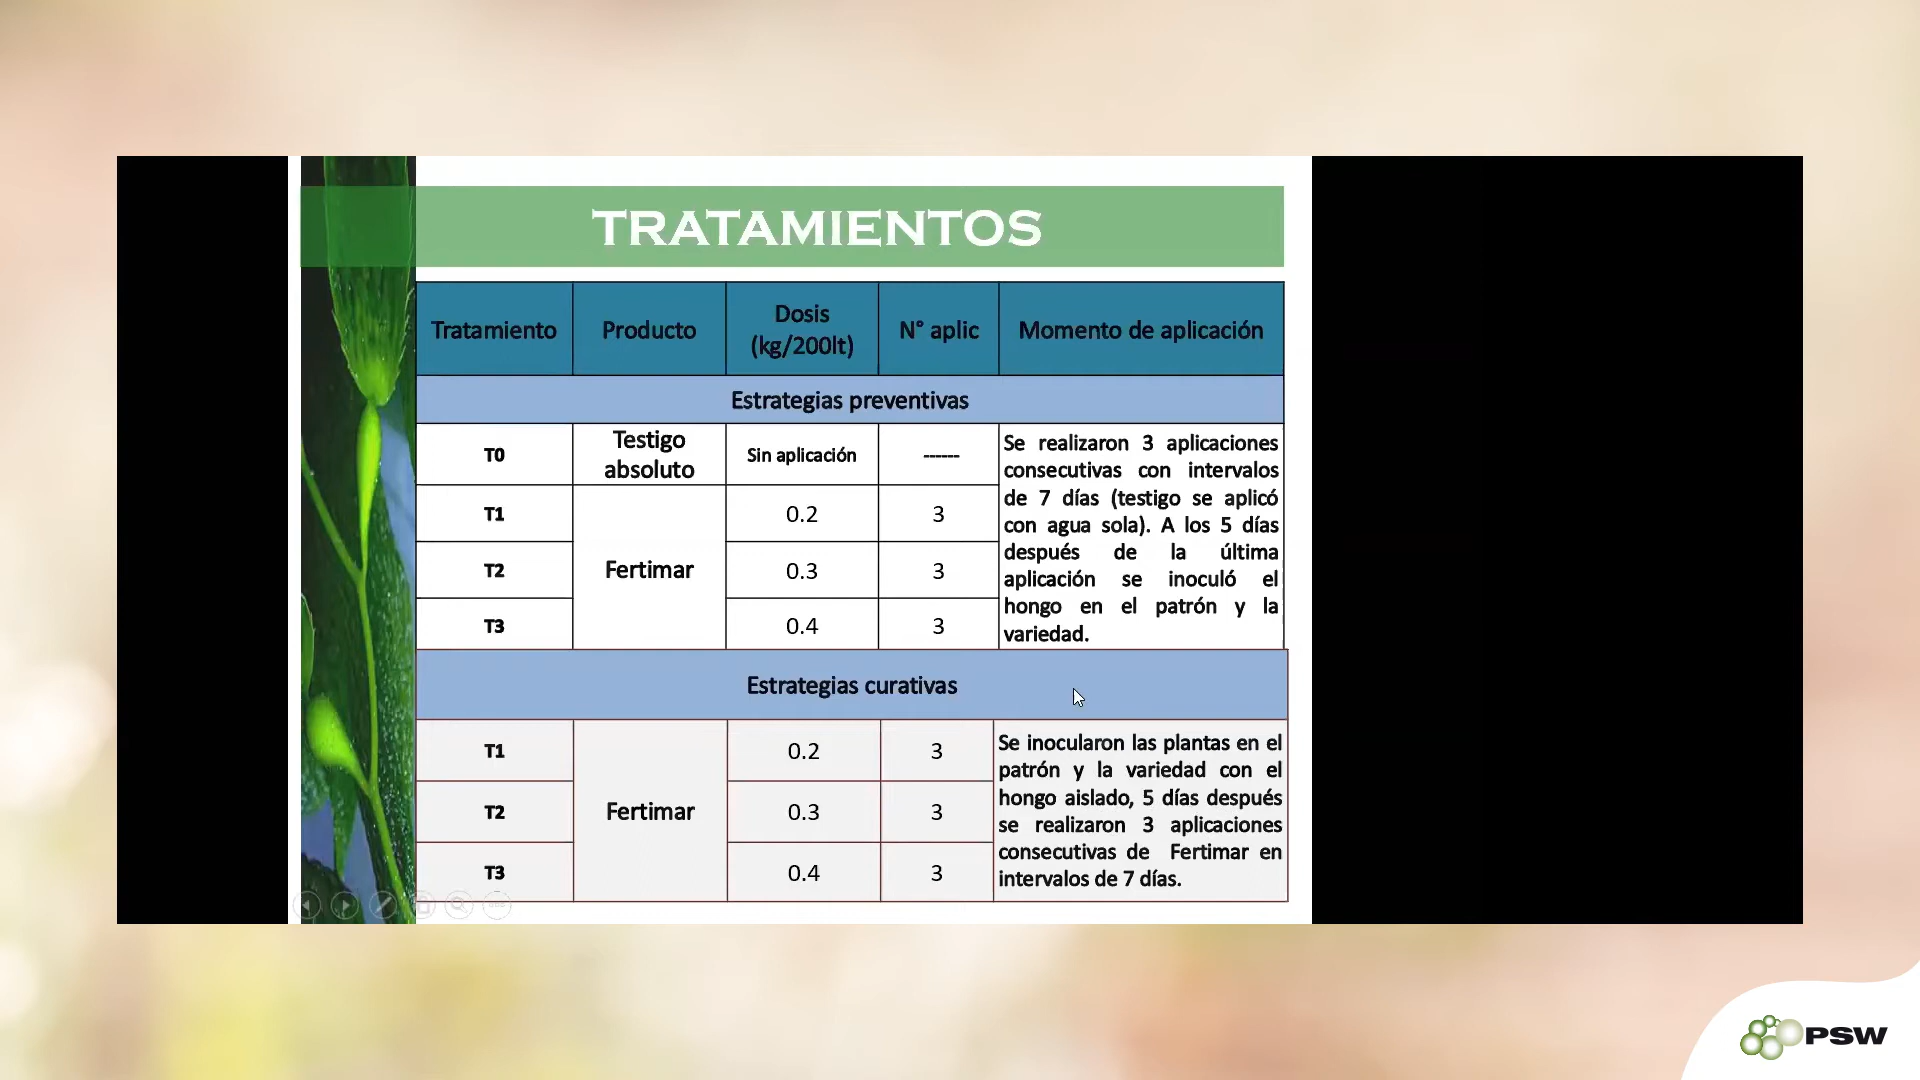 TRATAMIENTOS
Tratamiento
Producto
Dosis
(kg/200lt)
N° aplic
Momento de aplicación
Estrategias preventivas
T0
Testigo
absoluto
Sin aplicación
------
Se realizaron 3 aplicaciones
consecutivas con intervalos
de 7 días (testigo se aplicó
con agua sola). A los 5 días
después de la última
aplicación se inoculó el
hongo en el patrón y la
variedad.
T1
0.2
3
T2
Fertimar
0.3
3
T3
0.4
3
Estrategias curativas
T1
0.2
3
Se inocularon las plantas en el
patrón y la variedad con el
hongo aislado, 5 días después
se realizaron 3 aplicaciones
consecutivas de Fertimar en
intervalos de 7 días.
T2
Fertimar
0.3
3
T3
0.4
3
PSW